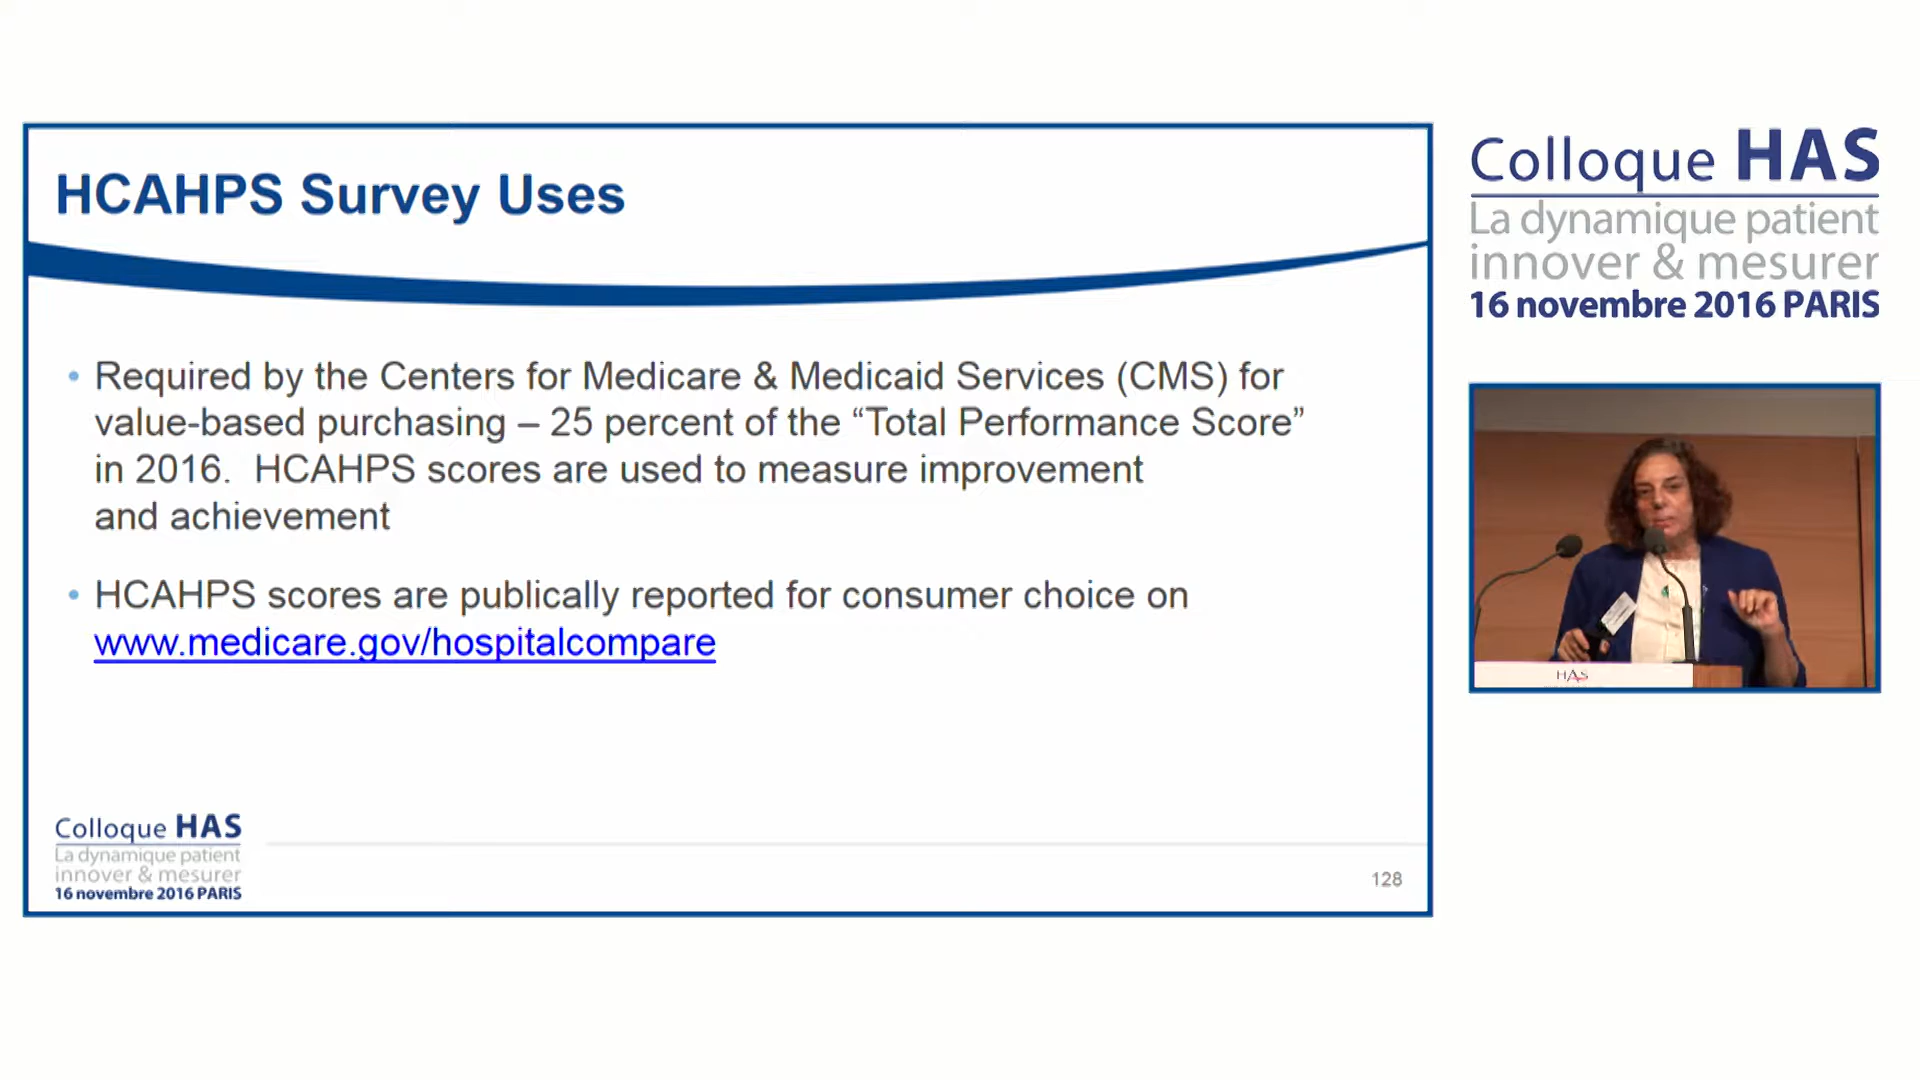 HCAHPS Survey Uses
• Required by the Centers for Medicare & Medicaid Services (CMS) for
value-based purchasing – 25 percent of the “Total Performance Score”
in 2016.  HCAHPS scores are used to measure improvement
and achievement
• HCAHPS scores are publically reported for consumer choice on
www.medicare.gov/hospitalcompare
Colloque HAS
La dynamique patient
innover & mesurer
16 novembre 2016 PARIS
128
Colloque HAS
La dynamique patient
innover & mesurer
16 novembre 2016 PARIS
HAS